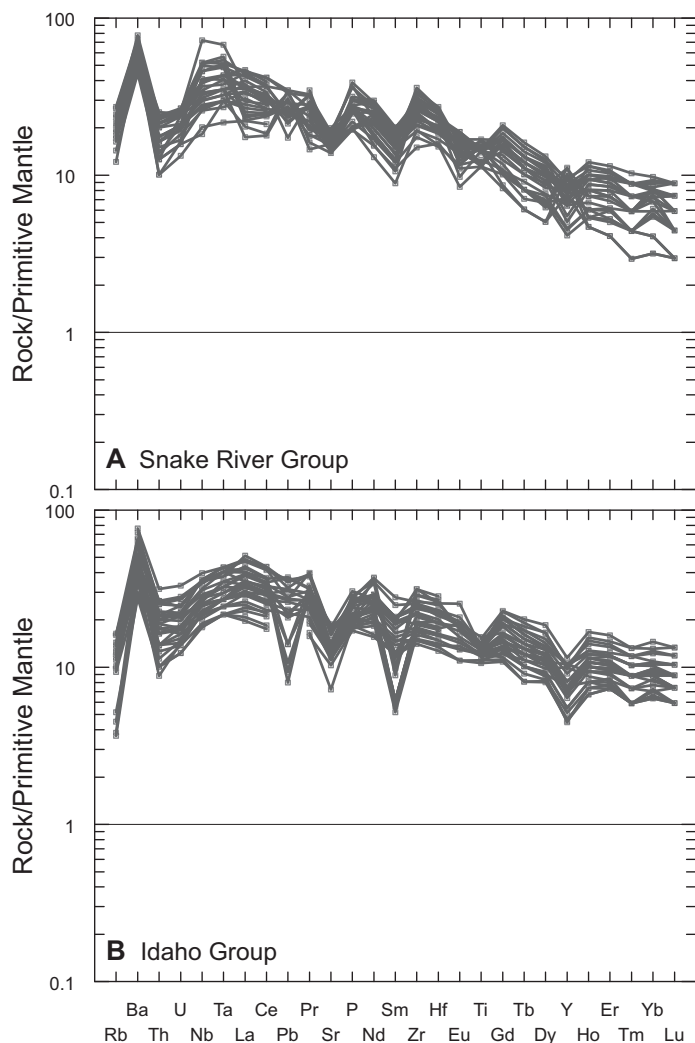 100
10
1
0.1
Rock/Primitive Mantle
A Snake River Group
100
10
1
0.1
Rock/Primitive Mantle
B Idaho Group
Ba U Ta Ce Pr P Sm Hf Ti Tb Y Er Yb
Rb Th Nb La Pb Sr Nd Zr Eu Gd Dy Ho Tm Lu